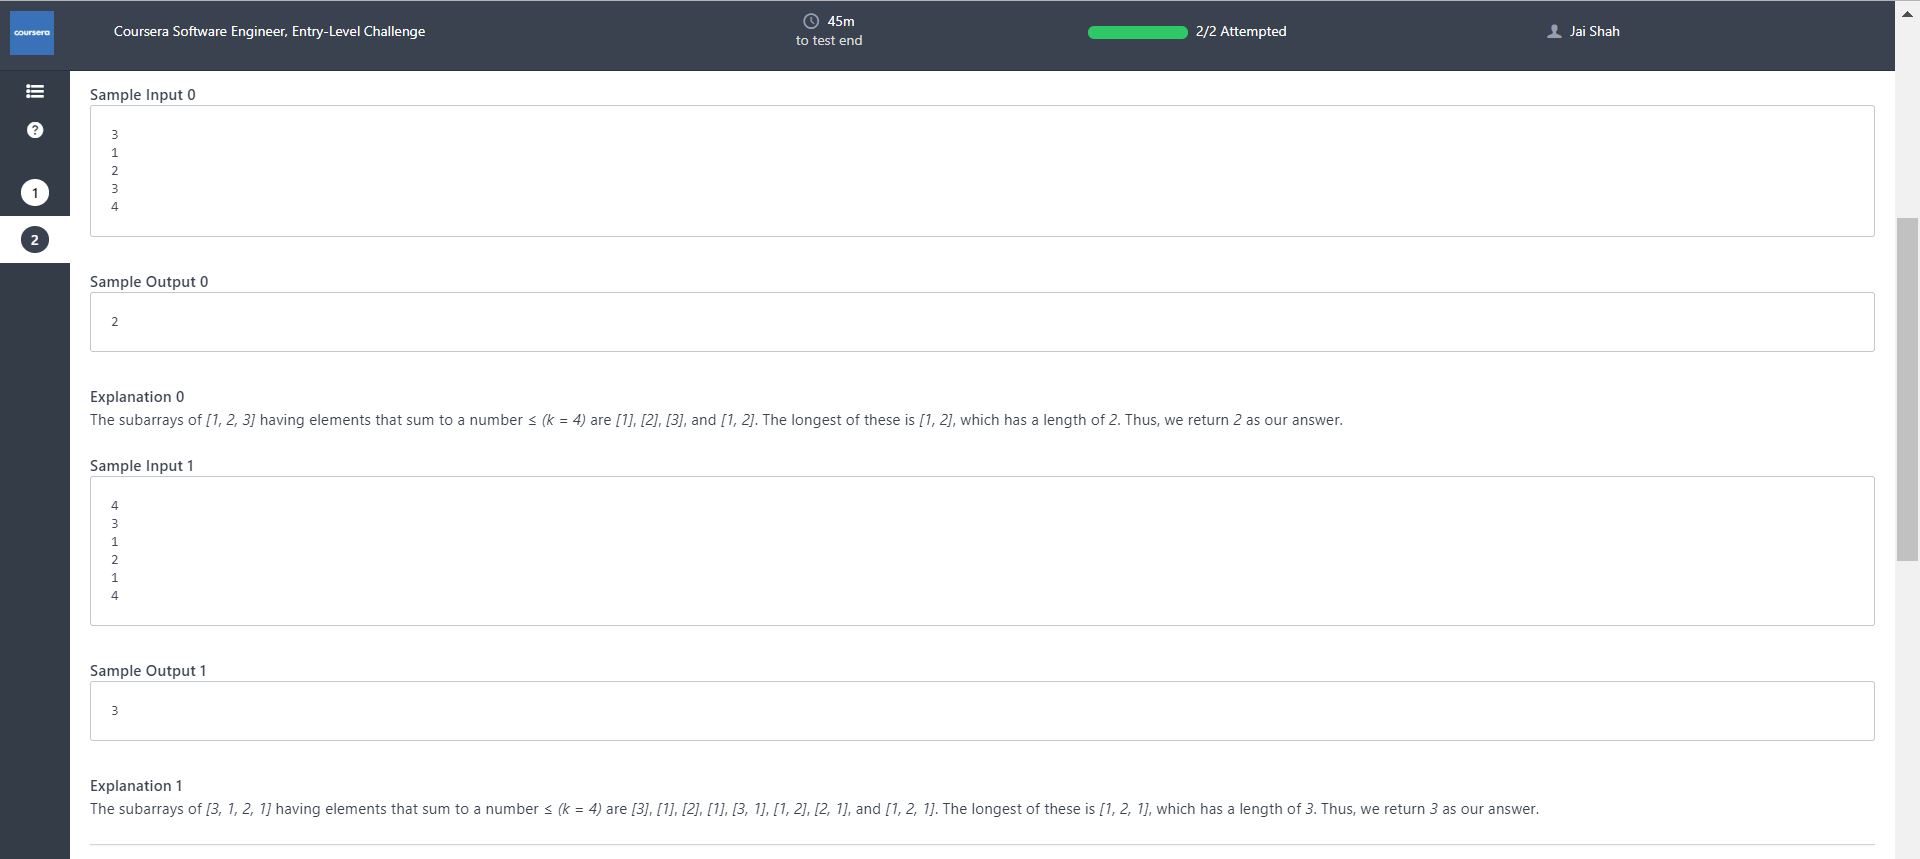 coursera
Coursera Software Engineer, Entry-Level Challenge
45m
to test end
2/2 Attempted
Jai Shah
?
1
2
Sample Input 0
3
1
2
3
4
Sample Output 0
2
Explanation 0
The subarrays of [1, 2, 3] having elements that sum to a number ≤ (k = 4) are [1], [2], [3], and [1, 2]. The longest of these is [1, 2], which has a length of 2. Thus, we return 2 as our answer.
Sample Input 1
4
3
1
2
1
4
Sample Output 1
3
Explanation 1
The subarrays of [3, 1, 2, 1] having elements that sum to a number ≤ (k = 4) are [3], [1], [2], [1], [3, 1], [1, 2], [2, 1], and [1, 2, 1]. The longest of these is [1, 2, 1], which has a length of 3. Thus, we return 3 as our answer.